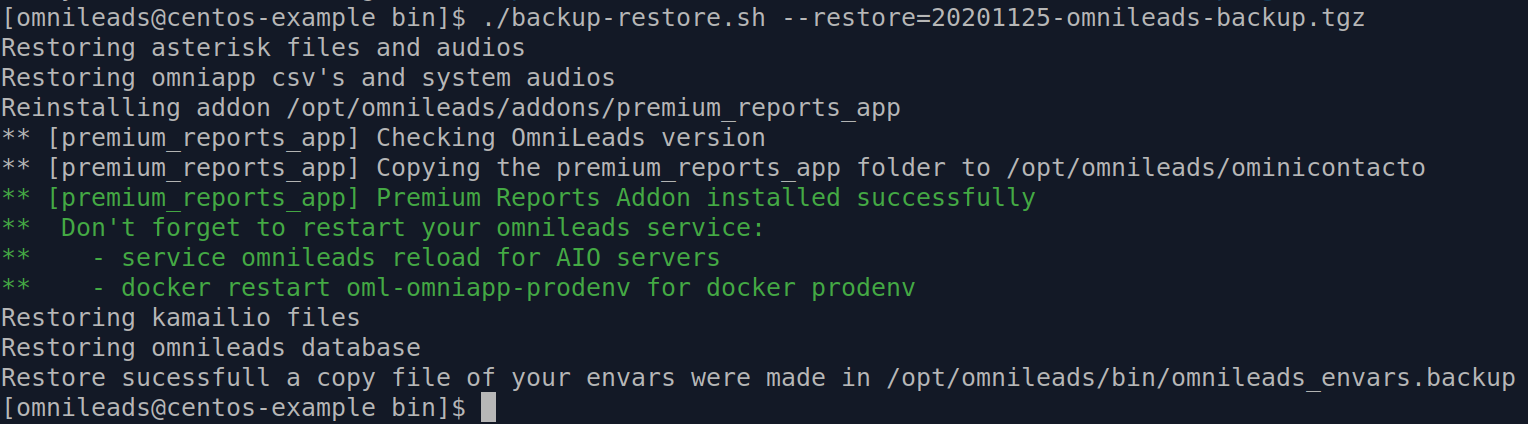 [omnileads@centos-example bin]$ ./backup-restore.sh --restore=20201125-omnileads-backup.tgz
Restoring asterisk files and audios
Restoring omniapp csv's and system audios
Reinstalling addon /opt/omnileads/addons/premium_reports_app
** [premium_reports_app] Checking OmniLeads version
** [premium_reports_app] Copying the premium_reports_app folder to /opt/omnileads/ominicontacto
** [premium_reports_app] Premium Reports Addon installed successfully
**  Don't forget to restart your omnileads service:
**    - service omnileads reload for AIO servers
**    - docker restart oml-omniapp-prodenv for docker prodenv
Restoring kamailio files
Restoring omnileads database
Restore sucessfull a copy file of your envars were made in /opt/omnileads/bin/omnileads_envars.backup
[omnileads@centos-example bin]$